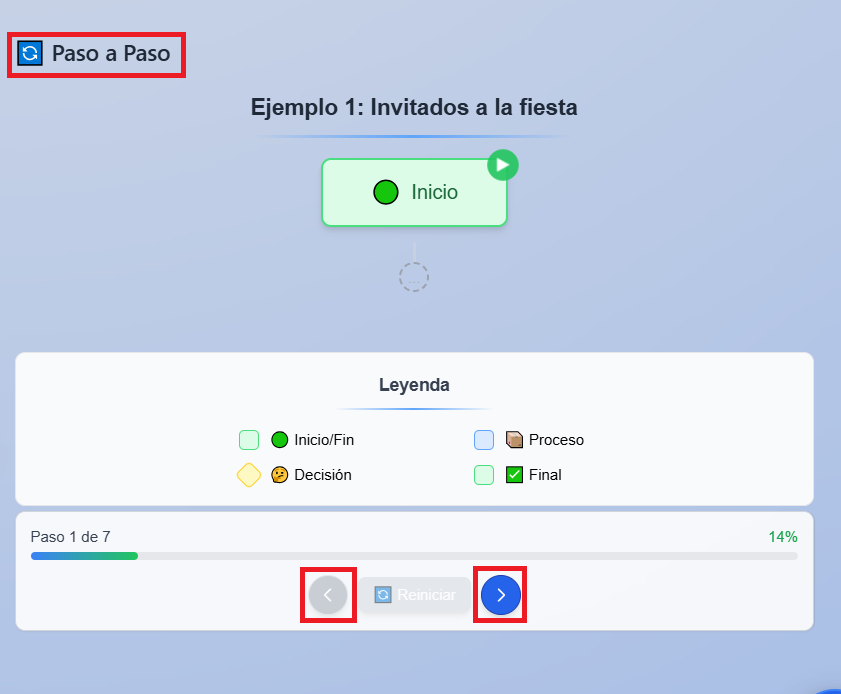 Paso a Paso
Ejemplo 1: Invitados a la fiesta
Inicio
...
Leyenda
Inicio/Fin
Proceso
Decisión
Final
Paso 1 de 7
14%
Reiniciar